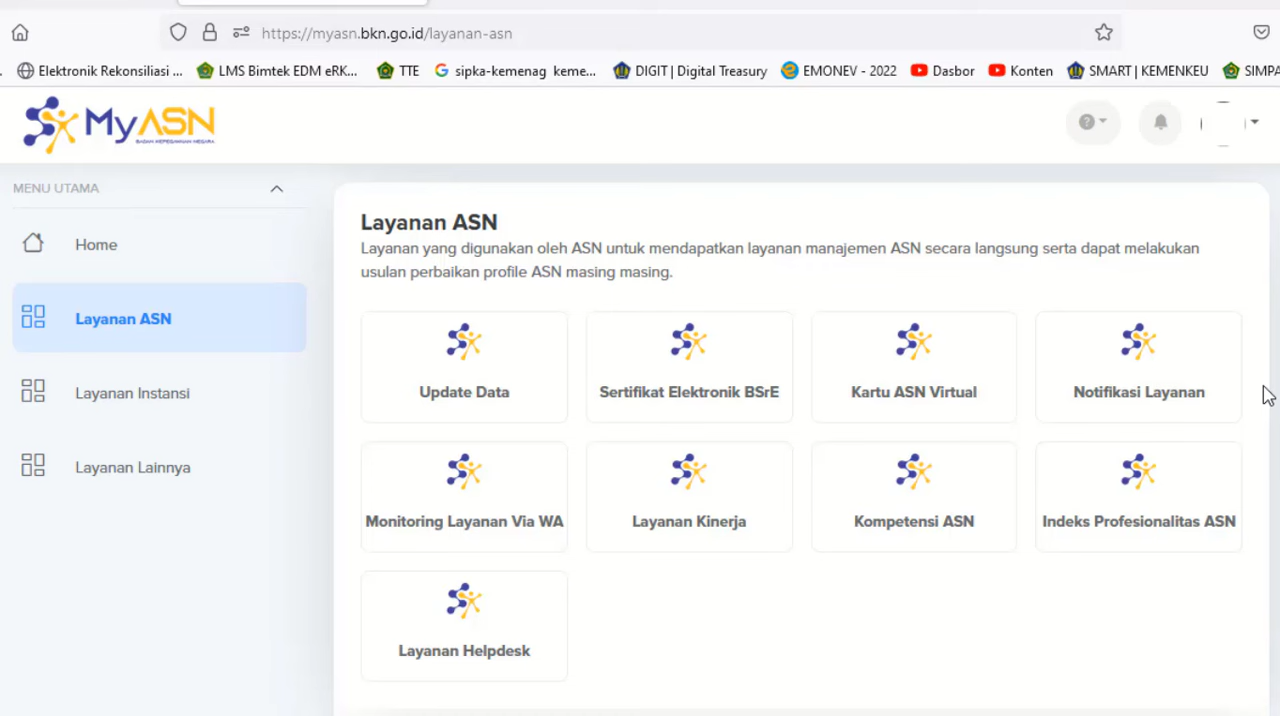 https://myasn.bkn.go.id/layanan-asn
Elektronik Rekonsiliasi ... LMS Bimtek EDM eRK... TTE sipka-kemenag keme... DIGIT | Digital Treasury EMONEV - 2022 Dasbor Konten SMART | KEMENKEU SIMPA
MyASN
BADAN KEPEGAWAIAN NEGARA
MENU UTAMA
Home
Layanan ASN
Layanan Instansi
Layanan Lainnya
Layanan ASN
Layanan yang digunakan oleh ASN untuk mendapatkan layanan manajemen ASN secara langsung serta dapat melakukan
usulan perbaikan profile ASN masing masing.
Update Data
Sertifikat Elektronik BSrE
Kartu ASN Virtual
Notifikasi Layanan
Monitoring Layanan Via WA
Layanan Kinerja
Kompetensi ASN
Indeks Profesionalitas ASN
Layanan Helpdesk